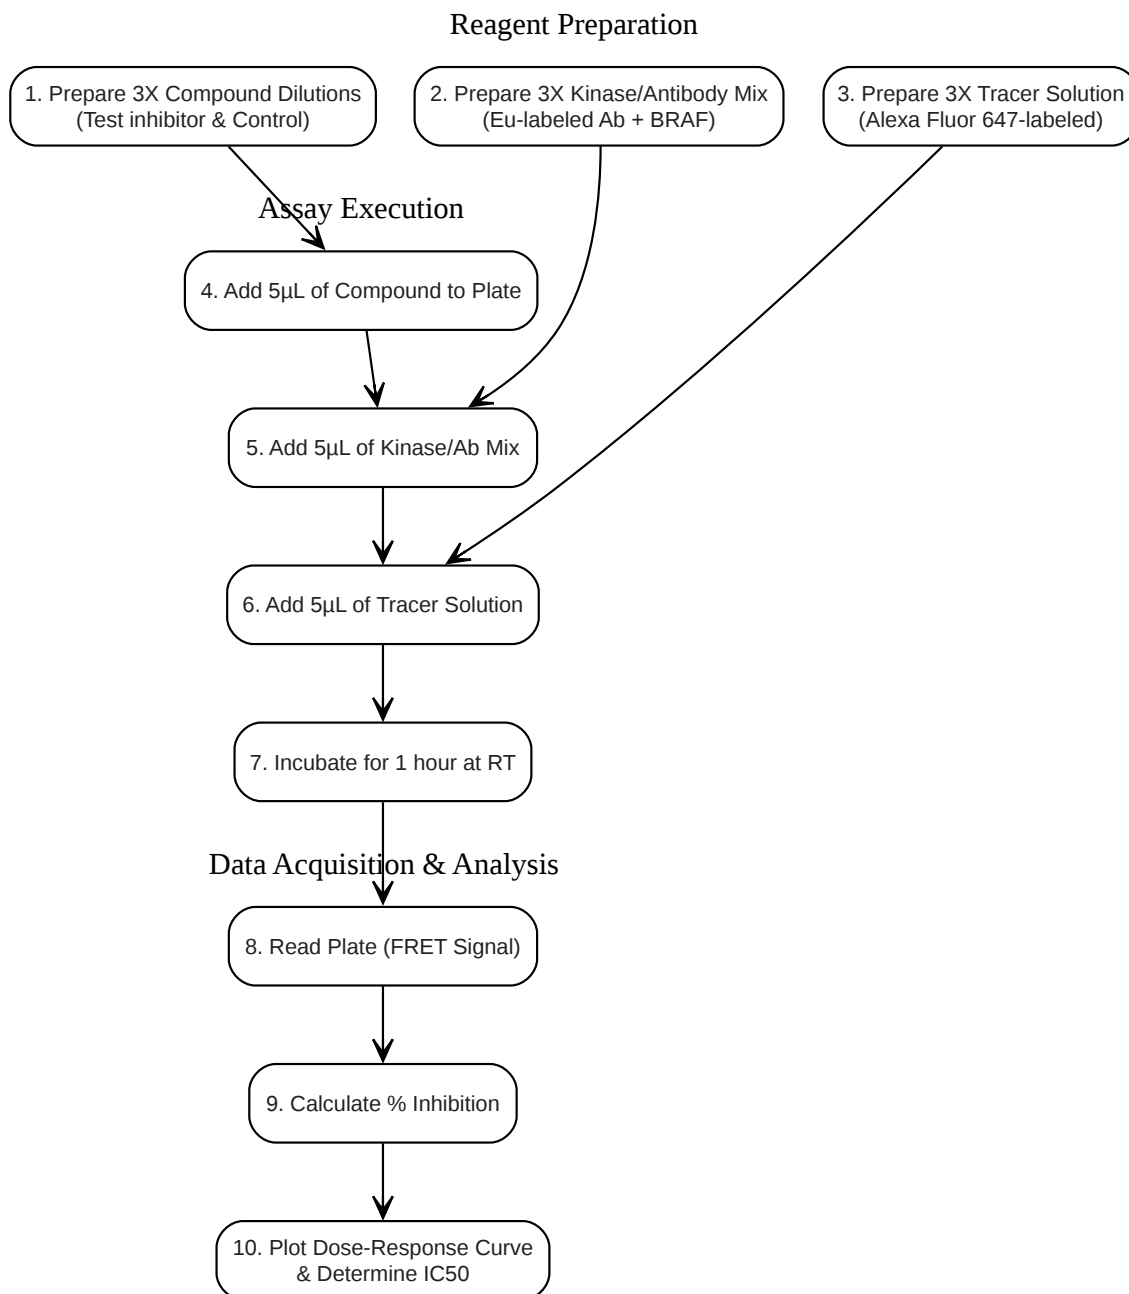 Reagent Preparation
1. Prepare 3X Compound Dilutions
(Test inhibitor & Control)
2. Prepare 3X Kinase/Antibody Mix
(Eu-labeled Ab + BRAF)
3. Prepare 3X Tracer Solution
(Alexa Fluor 647-labeled)
Assay Execution
4. Add 5µL of Compound to Plate
5. Add 5µL of Kinase/Ab Mix
6. Add 5µL of Tracer Solution
7. Incubate for 1 hour at RT
Data Acquisition & Analysis
8. Read Plate (FRET Signal)
9. Calculate % Inhibition
10. Plot Dose-Response Curve
& Determine IC50